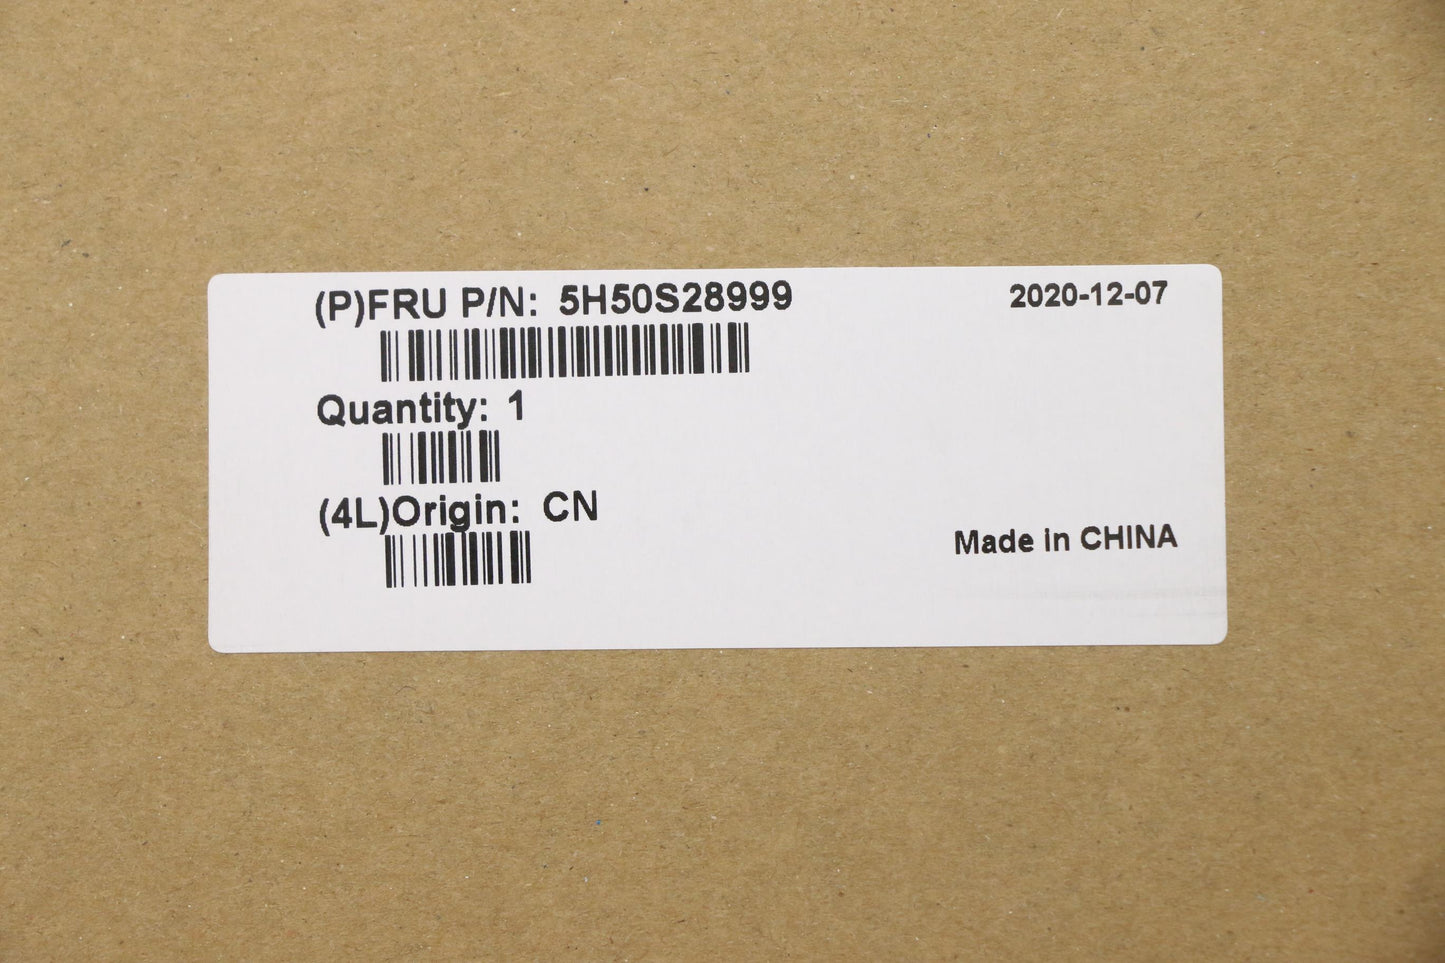 (P)FRU P/N: 5H50S28999
2020-12-07
Quantity: 1
(4L)Origin: CN
Made in CHINA